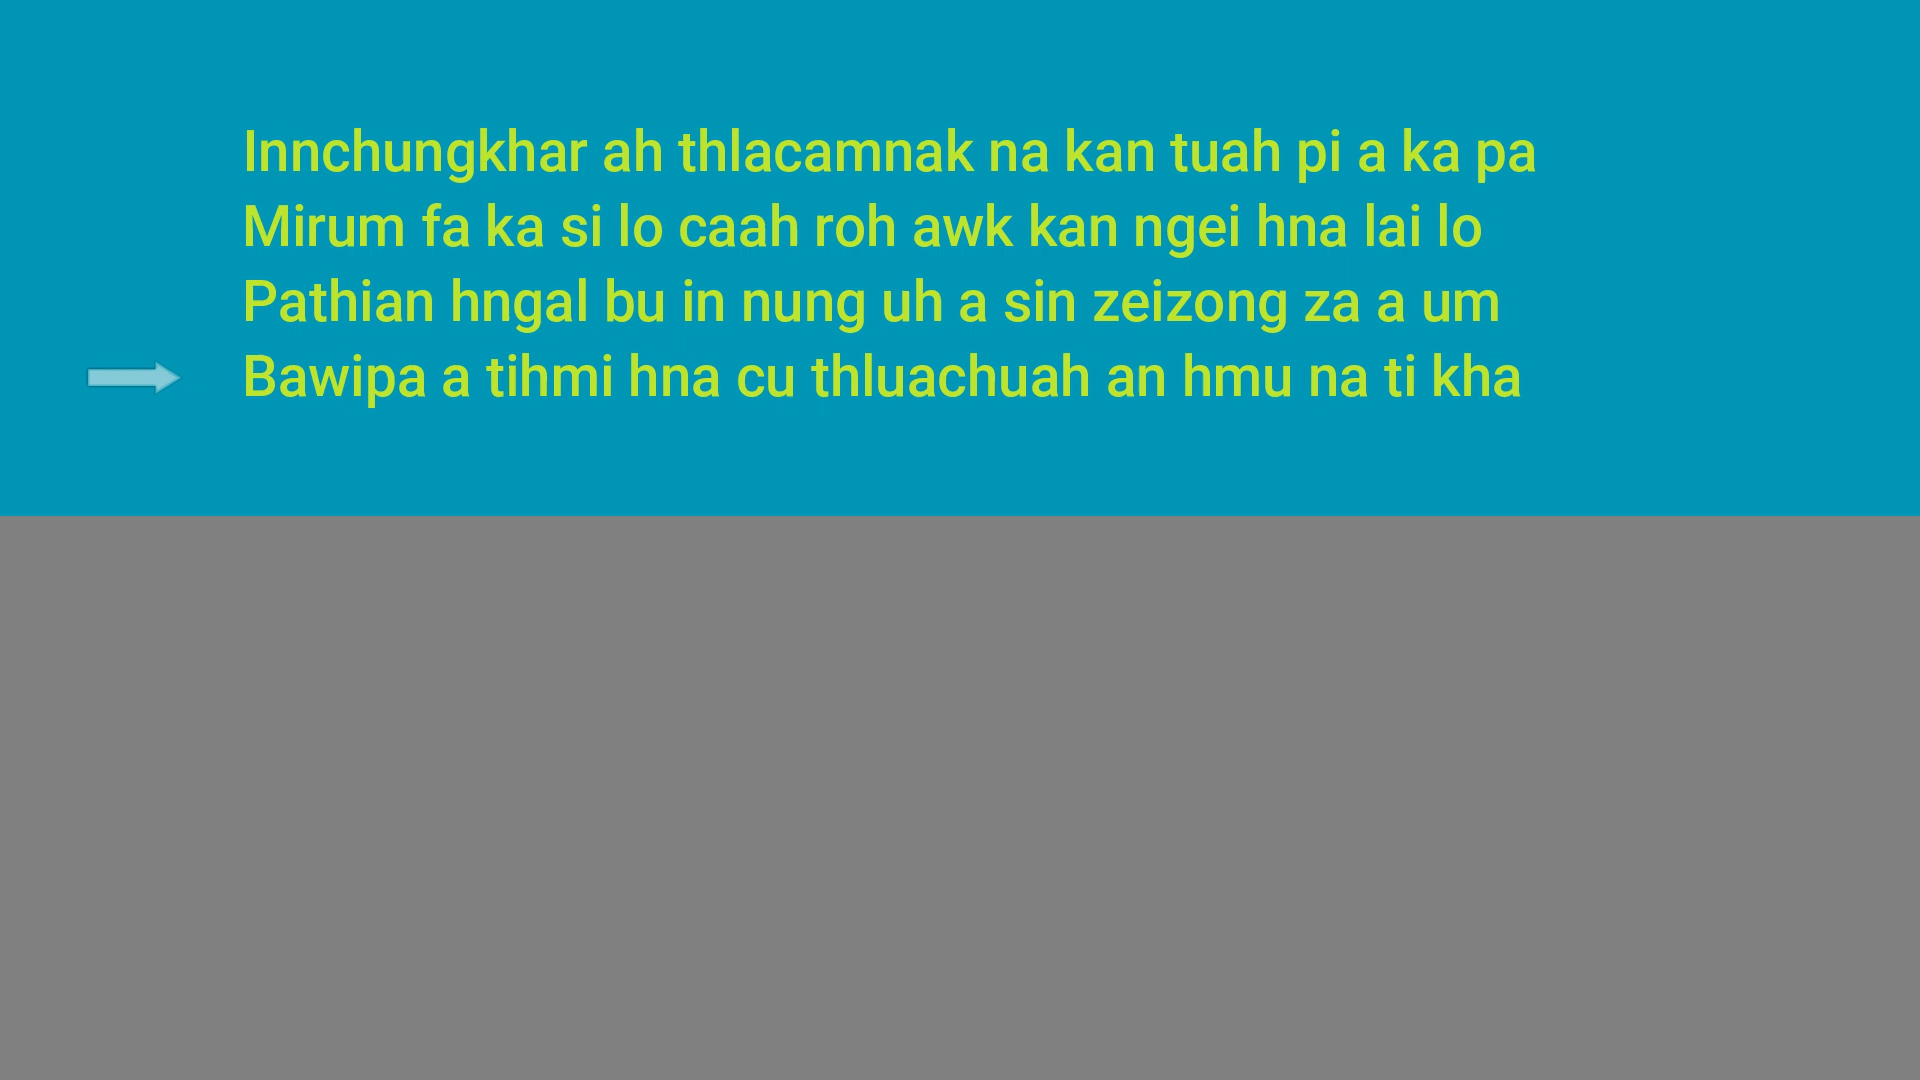 Innchungkhar ah thlacamnak na kan tuah pi a ka pa
Mirum fa ka si lo caah roh awk kan ngei hna lai lo
Pathian hngal bu in nung uh a sin zeizong za a um
Bawipa a tihmi hna cu thluachuah an hmu na ti kha